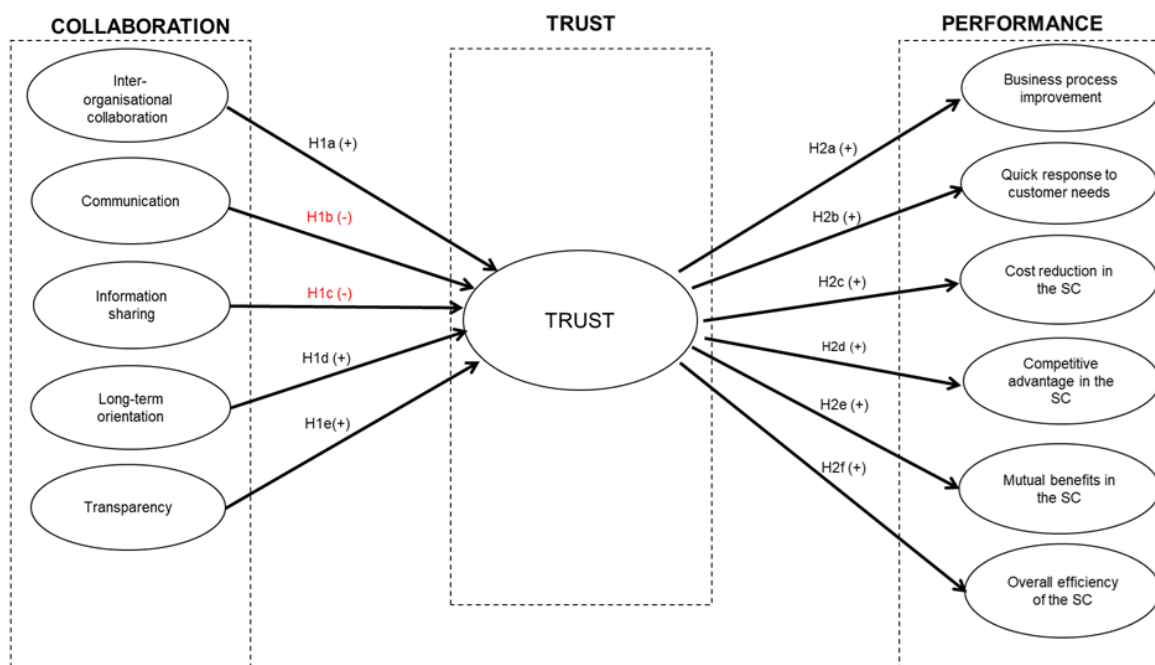 COLLABORATION
TRUST
PERFORMANCE
Inter-
organisational
collaboration
Communication
Information
sharing
Long-term
orientation
Transparency
H1a (+)
H1b (-)
H1c (-)
H1d (+)
H1e(+)
TRUST
H2a (+)
H2b (+)
H2c (+)
H2d (+)
H2e (+)
H2f (+)
Business process
improvement
Quick response to
customer needs
Cost reduction in
the SC
Competitive
advantage in the
SC
Mutual benefits in
the SC
Overall efficiency
of the SC